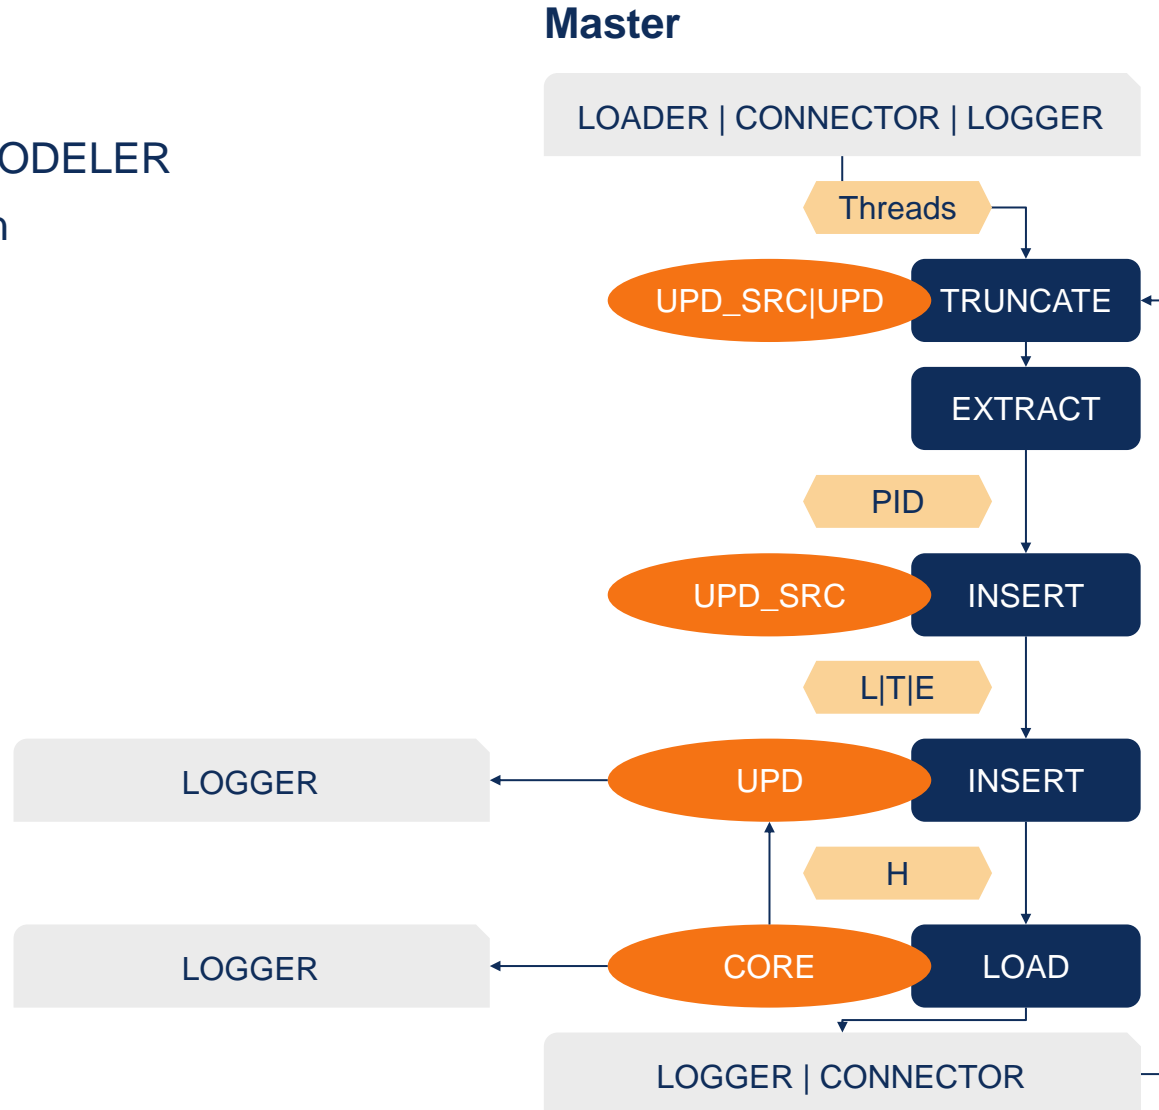 Master
LOADER | CONNECTOR | LOGGER
ODELER
Threads
n
UPD_SRC|UPD
TRUNCATE
EXTRACT
PID
UPD_SRC
INSERT
L|T|E
LOGGER
UPD
INSERT
H
LOGGER
CORE
LOAD
LOGGER | CONNECTOR